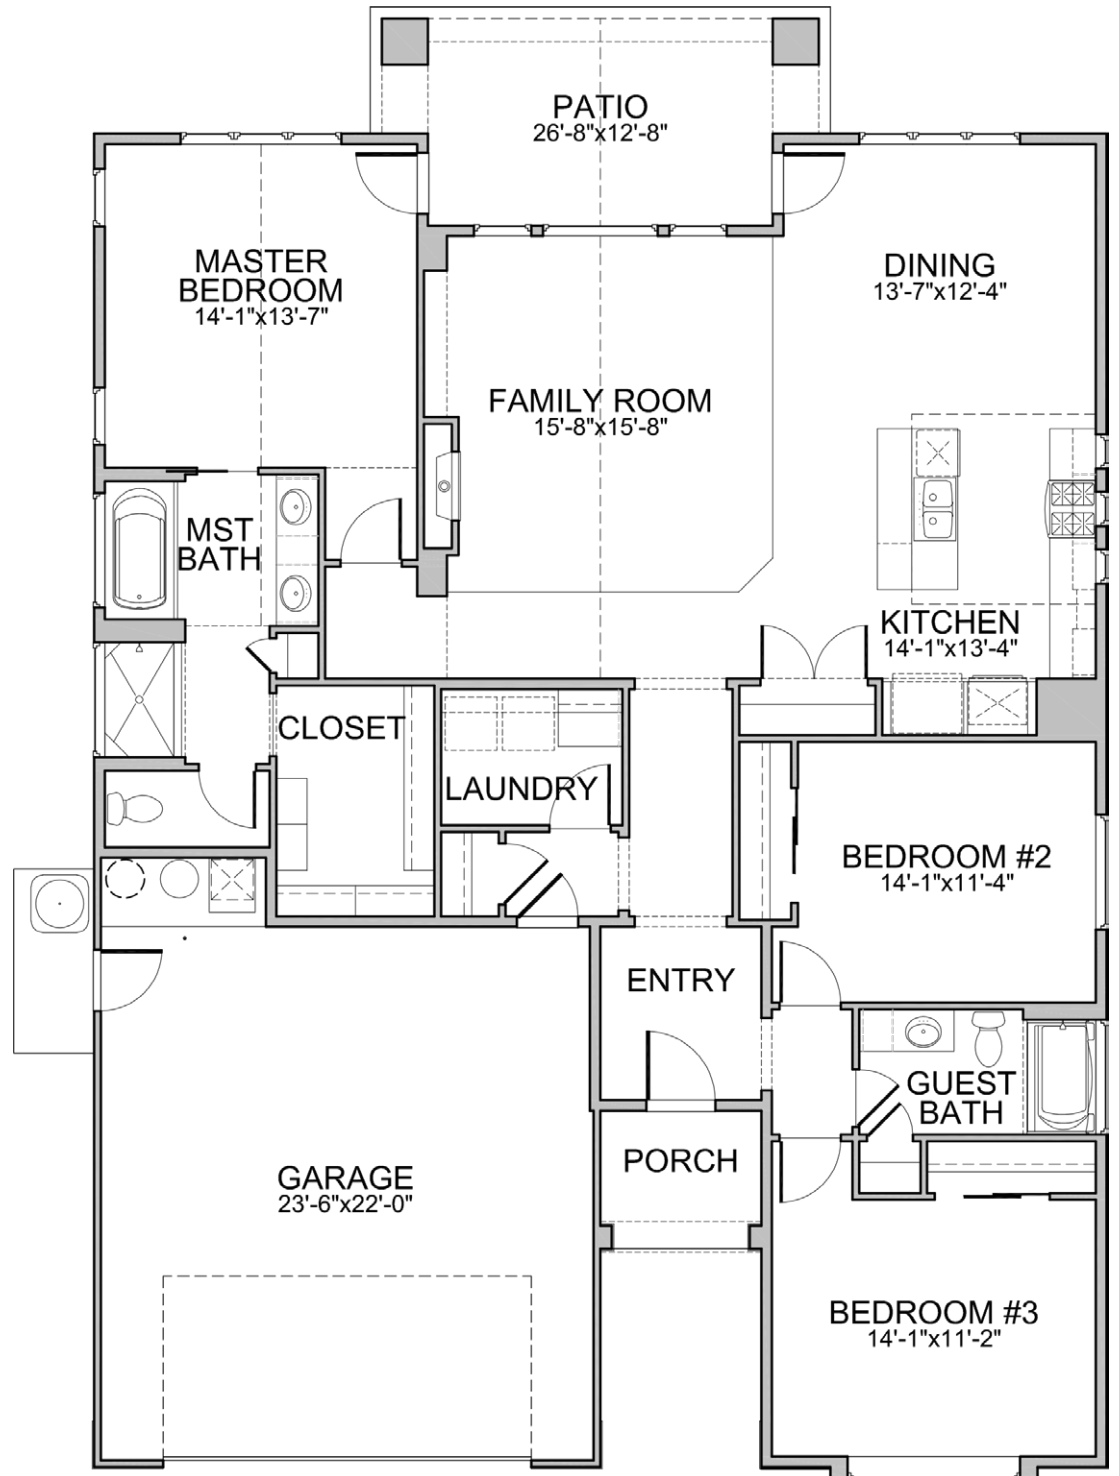 PATIO
26'-8"x12'-8"
MASTER
BEDROOM
14'-1"x13'-7"
DINING
13'-7"x12'-4"
FAMILY ROOM
15'-8"x15'-8"
MST
BATH
KITCHEN
14'-1"x13'-4"
CLOSET
LAUNDRY
BEDROOM #2
14'-1"x11'-4"
ENTRY
GUEST
BATH
PORCH
GARAGE
23'-6"x22'-0"
BEDROOM #3
14'-1"x11'-2"